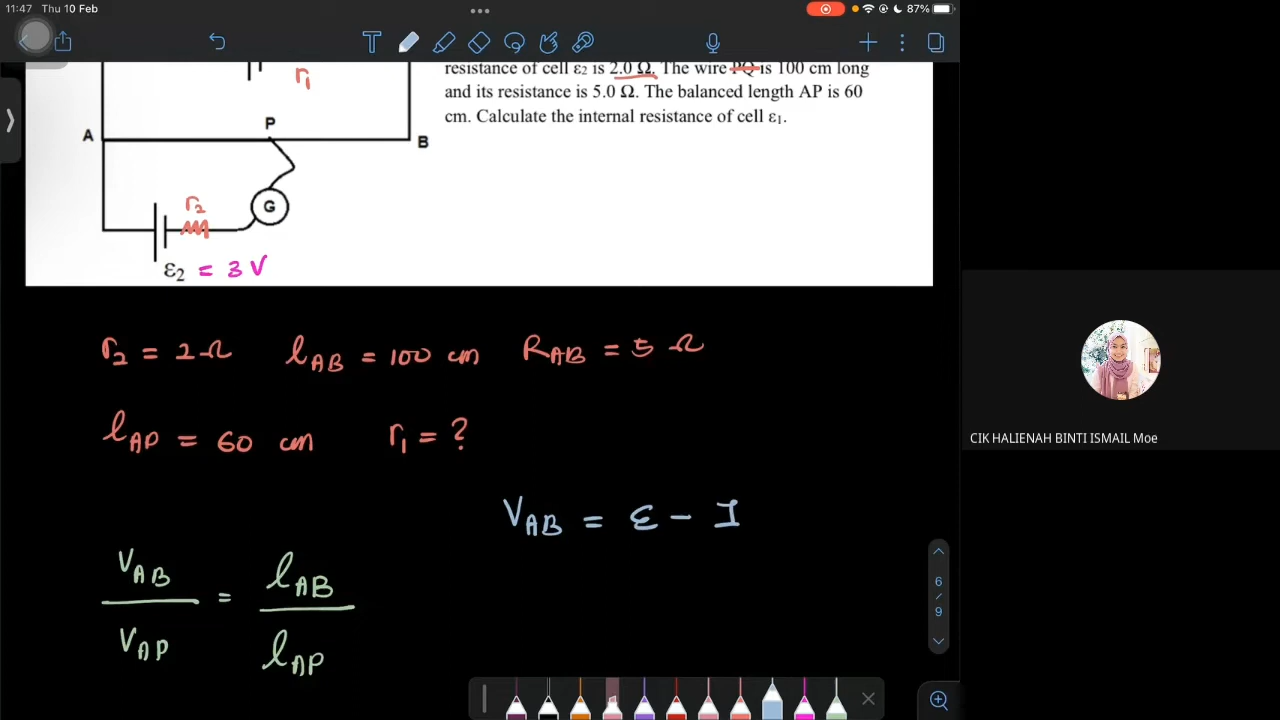 11:47 Thu 10 Feb
87%
T
resistance of cell ε₂ is 2.0 Ω. The wire PQ is 100 cm long
and its resistance is 5.0 Ω. The balanced length AP is 60
cm. Calculate the internal resistance of cell ε₁.
r₁
A
P
B
r₂
G
ε₂ = 3 V
r₂ = 2 Ω l_AB = 100 cm R_AB = 5 Ω
l_AP = 60 cm r₁ = ?
V_AB = ε - I
V_AB / V_AP = l_AB / l_AP
6/9
CIK HALIENAH BINTI ISMAIL Moe